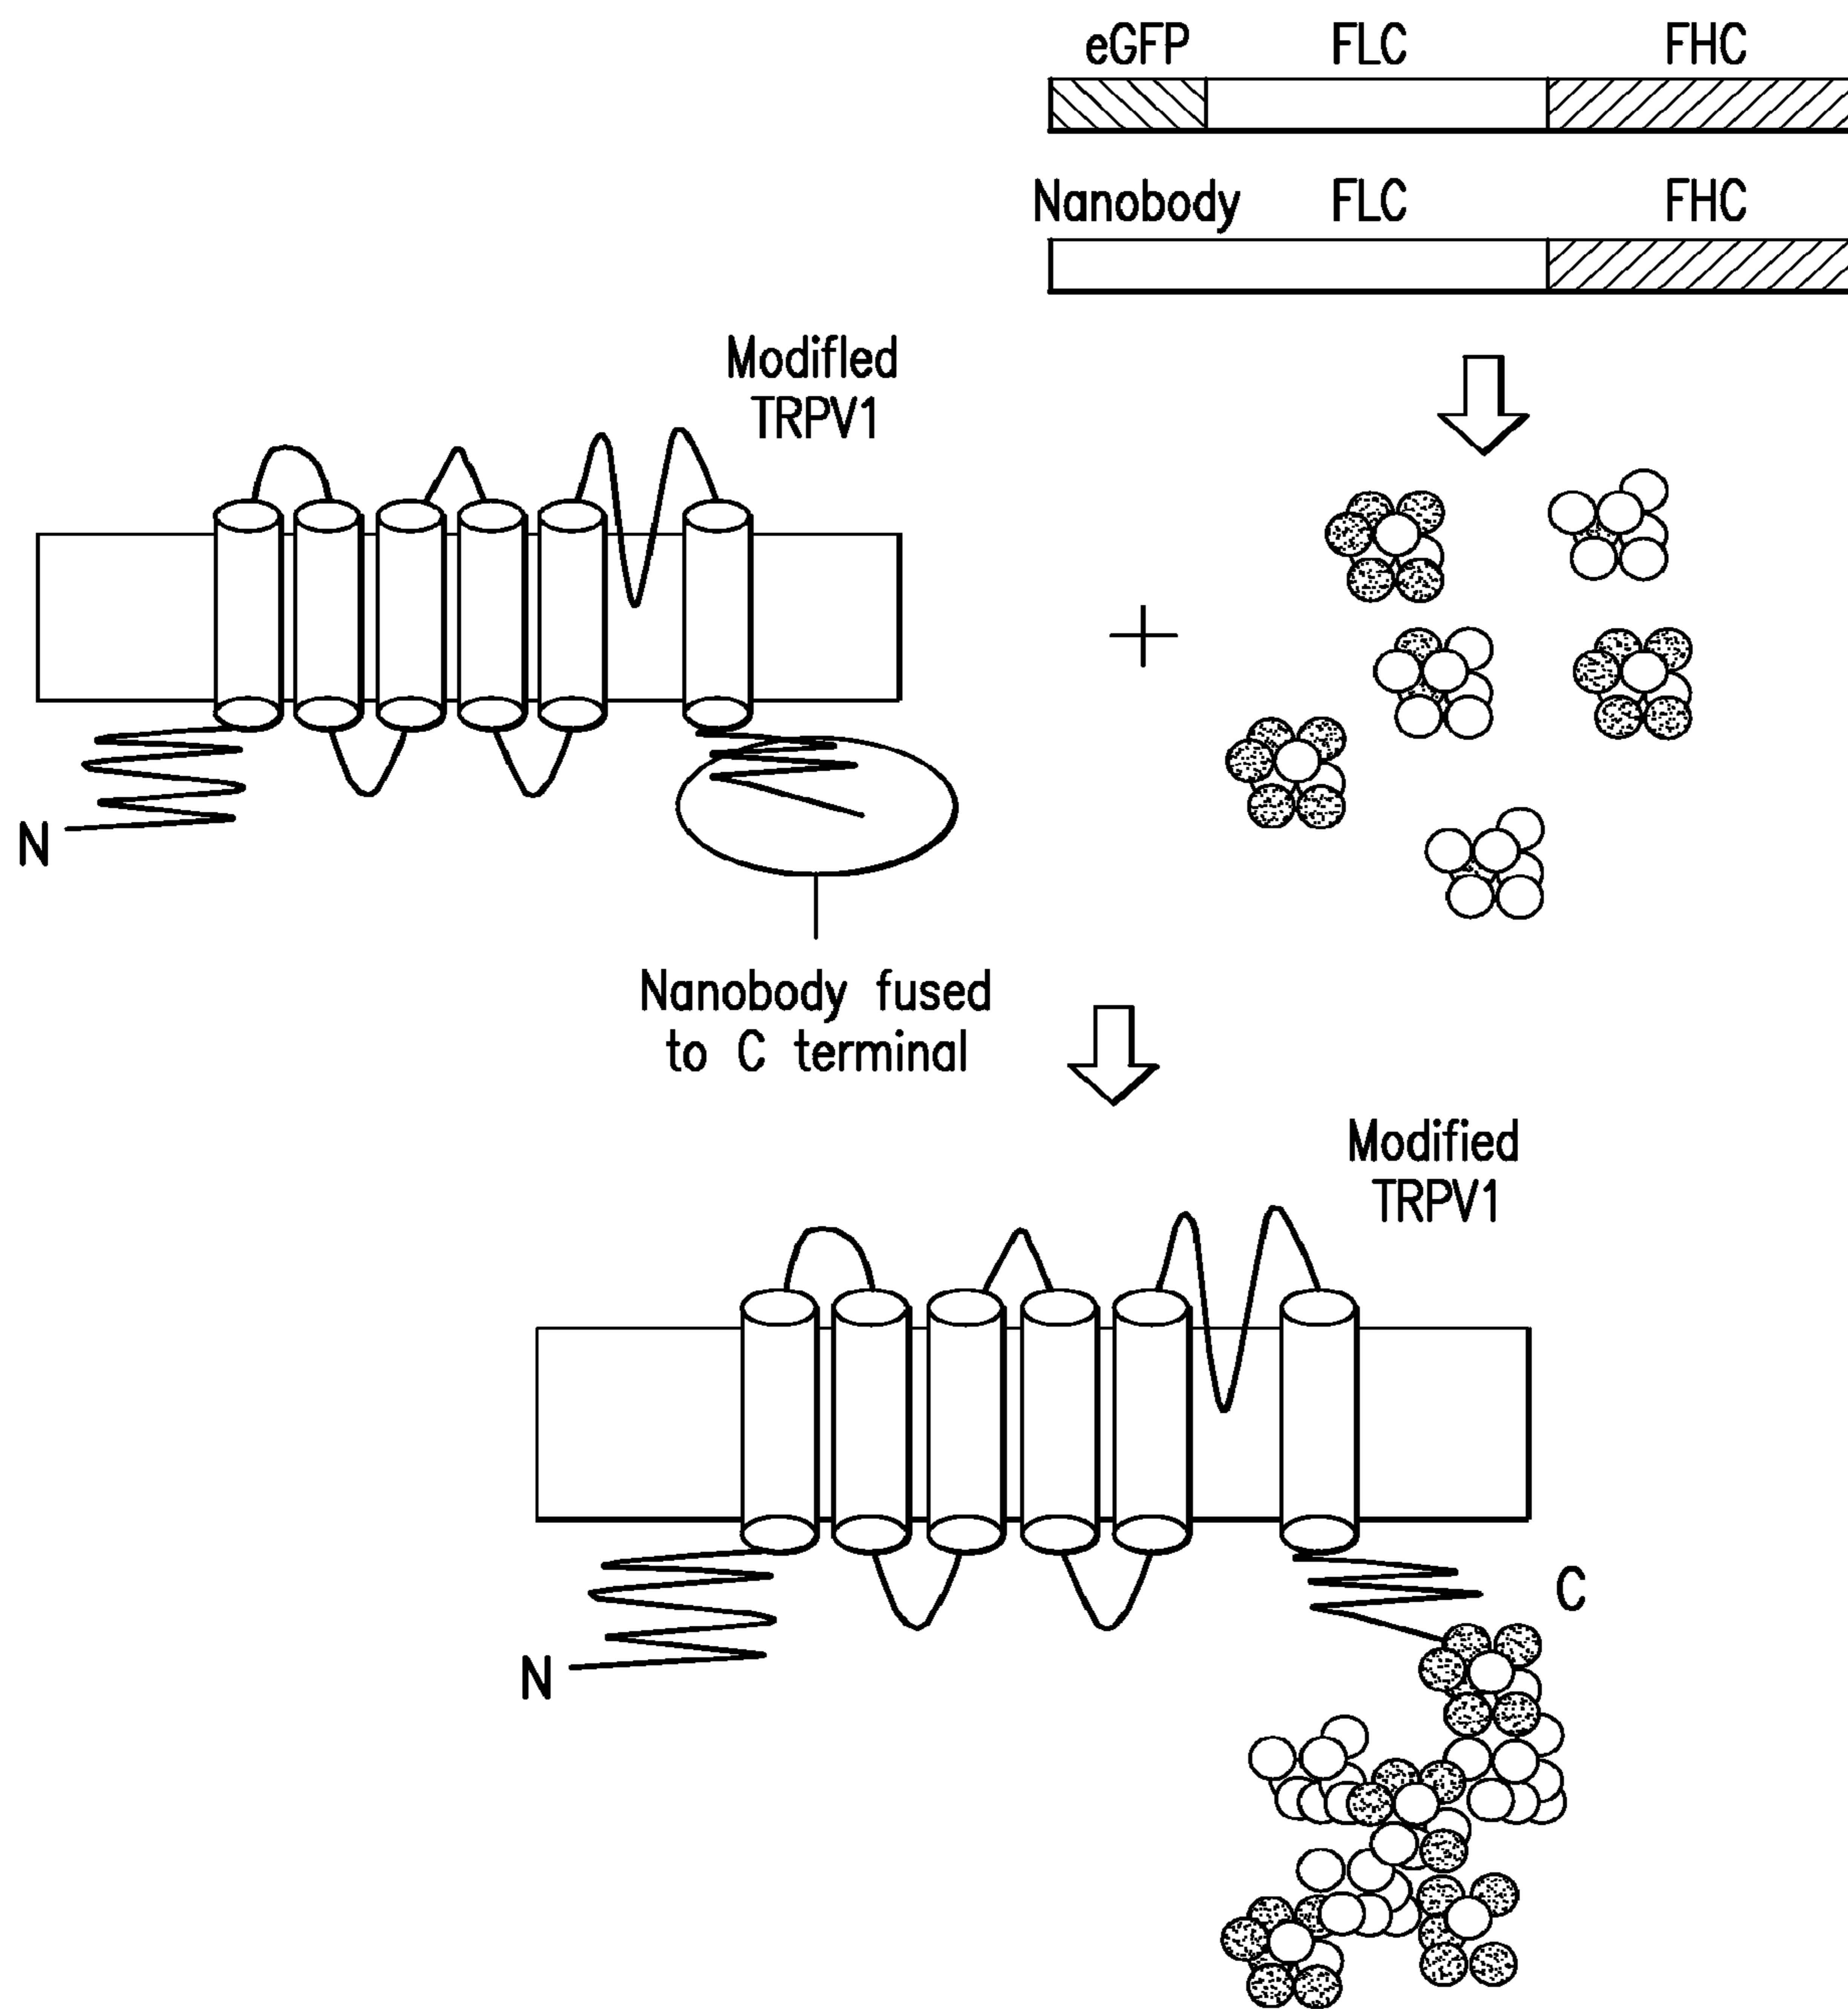 eGFP FLC FHC
Nanobody FLC FHC
Modifled
TRPV1
N
Nanobody fused
to C terminal
Modified
TRPV1
C
N